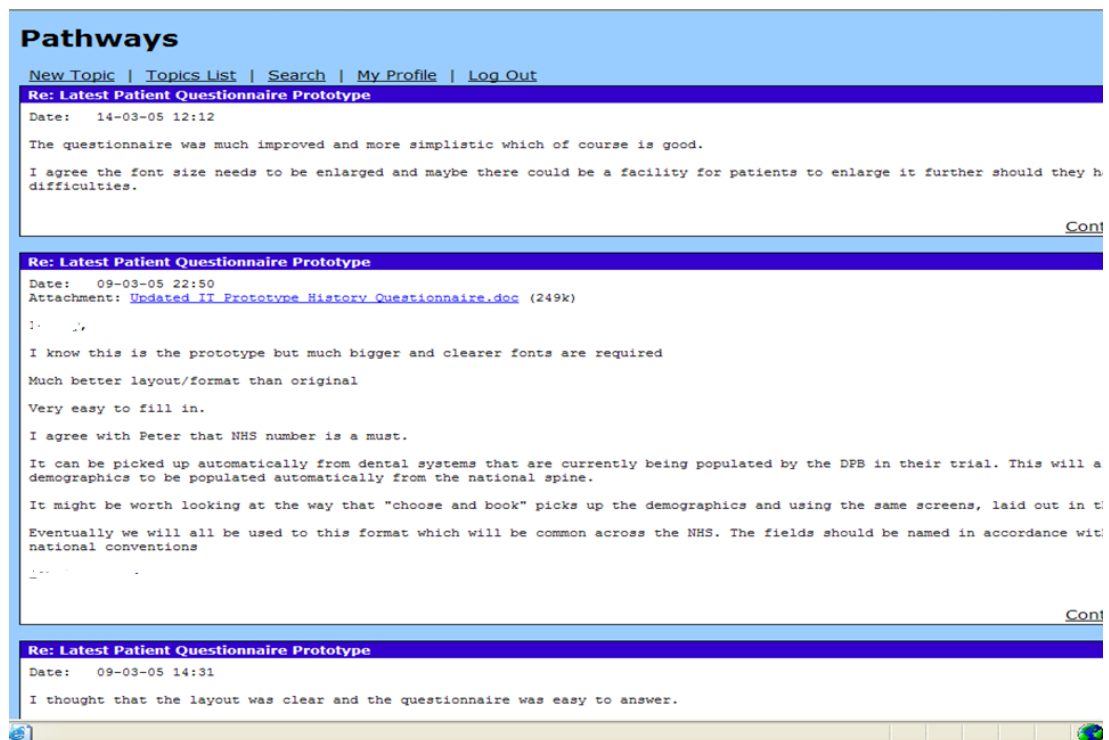 Pathways
New Topic | Topics List | Search | My Profile | Log Out
Re: Latest Patient Questionnaire Prototype
Date: 14-03-05 12:12
The questionnaire was much improved and more simplistic which of course is good.
I agree the font size needs to be enlarged and maybe there could be a facility for patients to enlarge it further should they
difficulties.
Re: Latest Patient Questionnaire Prototype
Date: 09-03-05 22:50
Attachment: Updated IT Prototype History Questionnaire.doc (249k)
I know this is the prototype but much bigger and clearer fonts are required
Much better layout/format than original
Very easy to fill in.
I agree with Peter that NHS number is a must.
It can be picked up automatically from dental systems that are currently being populated by the DPB in their trial. This will
demographics to be populated automatically from the national spine.
It might be worth looking at the way that "choose and book" picks up the demographics and using the same screens, laid out in
Eventually we will all be used to this format which will be common across the NHS. The fields should be named in accordance
national conventions
Re: Latest Patient Questionnaire Prototype
Date: 09-03-05 14:31
I thought that the layout was clear and the questionnaire was easy to answer.